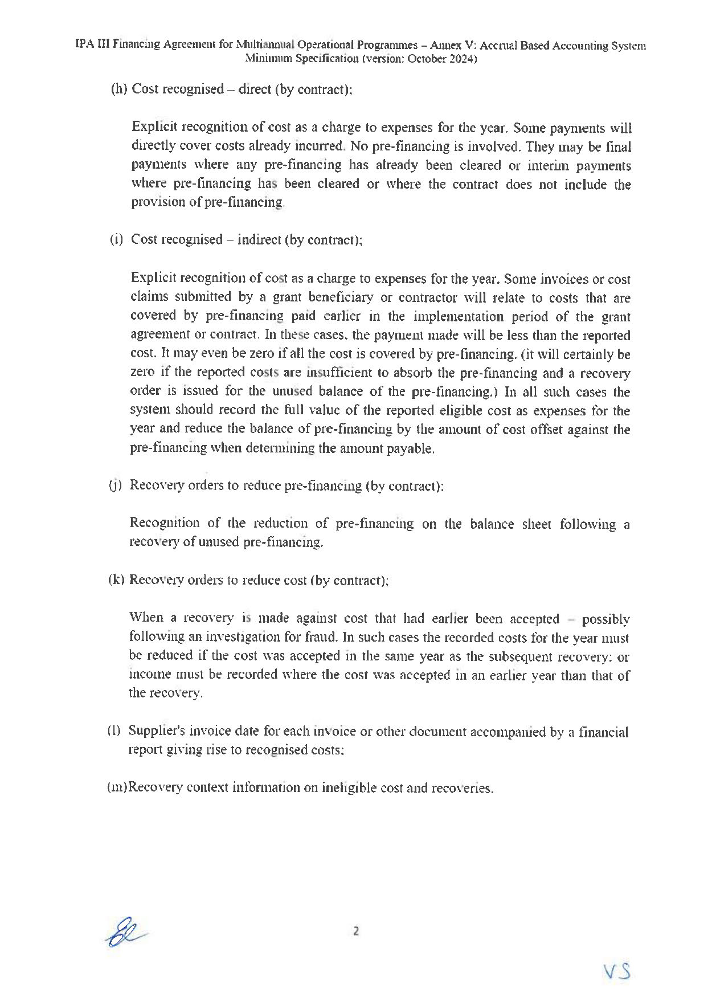 IPA III Financing Agreement for Multiannual Operational Programmes – Annex V: Accrual Based Accounting System
Minimum Specification (version: October 2024)
(h) Cost recognised – direct (by contract);
Explicit recognition of cost as a charge to expenses for the year. Some payments will
directly cover costs already incurred. No pre-financing is involved. They may be final
payments where any pre-financing has already been cleared or interim payments
where pre-financing has been cleared or where the contract does not include the
provision of pre-financing.
(i) Cost recognised – indirect (by contract);
Explicit recognition of cost as a charge to expenses for the year. Some invoices or cost
claims submitted by a grant beneficiary or contractor will relate to costs that are
covered by pre-financing paid earlier in the implementation period of the grant
agreement or contract. In these cases, the payment made will be less than the reported
cost. It may even be zero if all the cost is covered by pre-financing. (it will certainly be
zero if the reported costs are insufficient to absorb the pre-financing and a recovery
order is issued for the unused balance of the pre-financing.) In all such cases the
system should record the full value of the reported eligible cost as expenses for the
year and reduce the balance of pre-financing by the amount of cost offset against the
pre-financing when determining the amount payable.
(j) Recovery orders to reduce pre-financing (by contract);
Recognition of the reduction of pre-financing on the balance sheet following a
recovery of unused pre-financing.
(k) Recovery orders to reduce cost (by contract);
When a recovery is made against cost that had earlier been accepted – possibly
following an investigation for fraud. In such cases the recorded costs for the year must
be reduced if the cost was accepted in the same year as the subsequent recovery; or
income must be recorded where the cost was accepted in an earlier year than that of
the recovery.
(l) Supplier's invoice date for each invoice or other document accompanied by a financial
report giving rise to recognised costs;
(m)Recovery context information on ineligible cost and recoveries.
2
VS